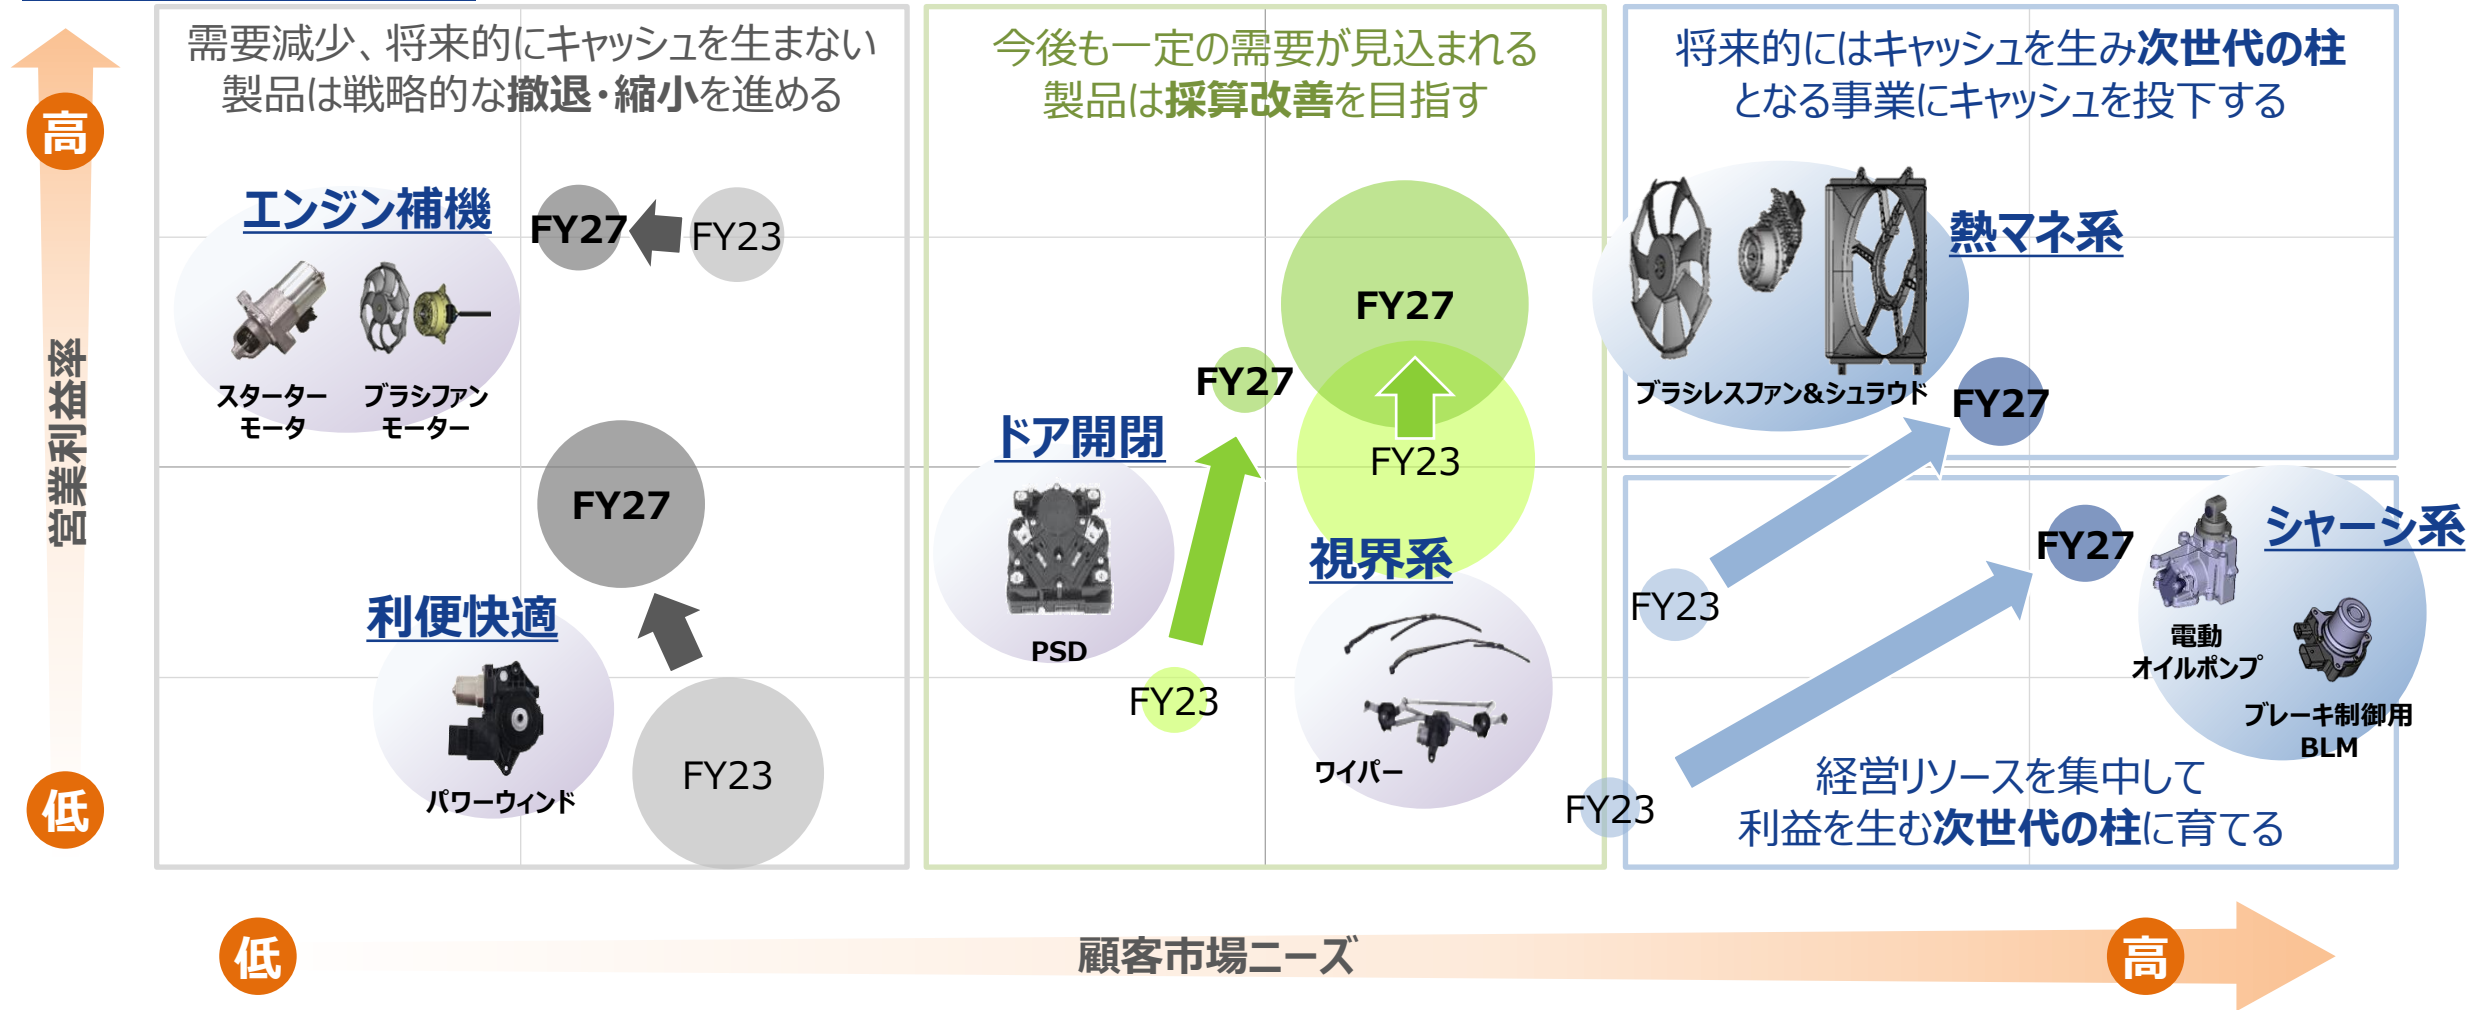 需要減少、将来的にキャッシュを生まない
製品は戦略的な撤退・縮小を進める
今後も一定の需要が見込まれる
製品は採算改善を目指す
将来的にはキャッシュを生み次世代の柱
となる事業にキャッシュを投下する
高
営業利益率
低
エンジン補機
スターター
モータ
ブラシファン
モーター
FY27
FY23
利便快適
パワーウィンド
FY27
FY23
ドア開閉
PSD
FY27
FY23
FY27
FY23
視界系
ワイパー
熱マネ系
ブラシレスファン&シュラウド
FY27
FY23
シャーシ系
FY27
FY23
電動
オイルポンプ
ブレーキ制御用
BLM
経営リソースを集中して
利益を生む次世代の柱に育てる
低
顧客市場ニーズ
高